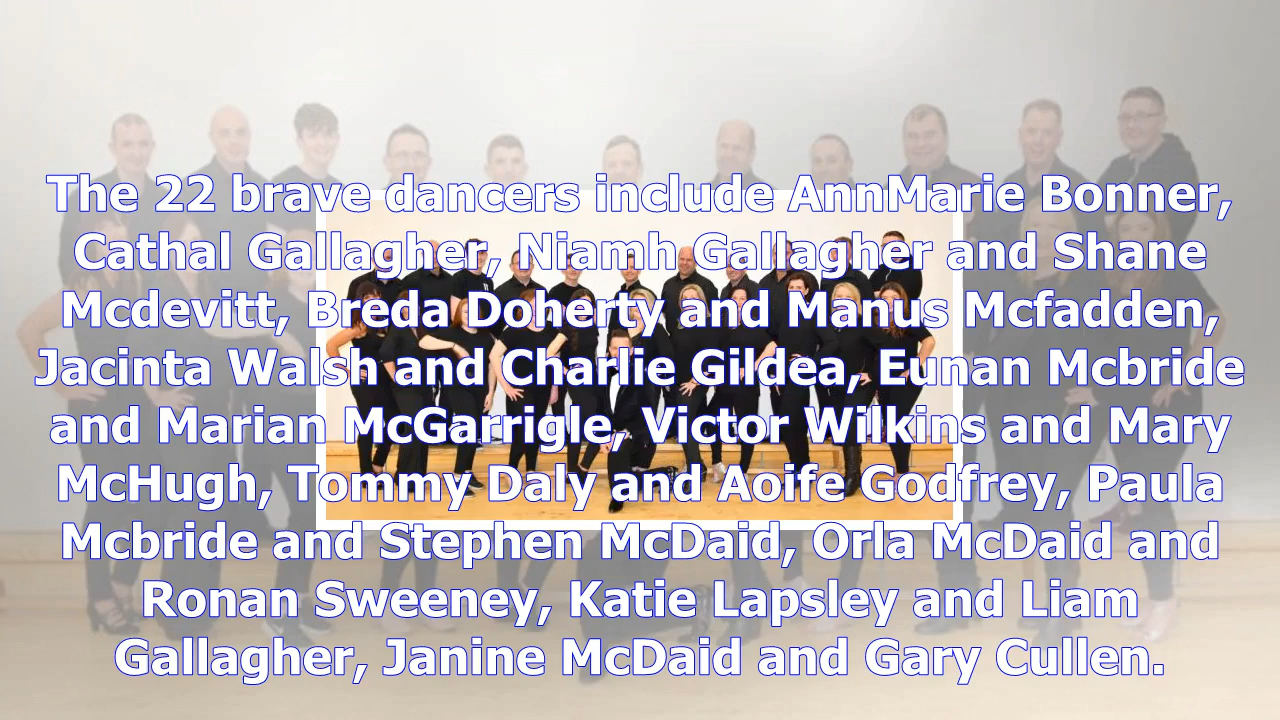 The 22 brave dancers include AnnMarie Bonner,
Cathal Gallagher, Niamh Gallagher and Shane
Mcdevitt, Breda Doherty and Manus Mcfadden,
Jacinta Walsh and Charlie Gildea, Eunan Mcbride
and Marian McGarrigle, Victor Wilkins and Mary
McHugh, Tommy Daly and Aoife Godfrey, Paula
Mcbride and Stephen McDaid, Orla McDaid and
Ronan Sweeney, Katie Lapsley and Liam
Gallagher, Janine McDaid and Gary Cullen.